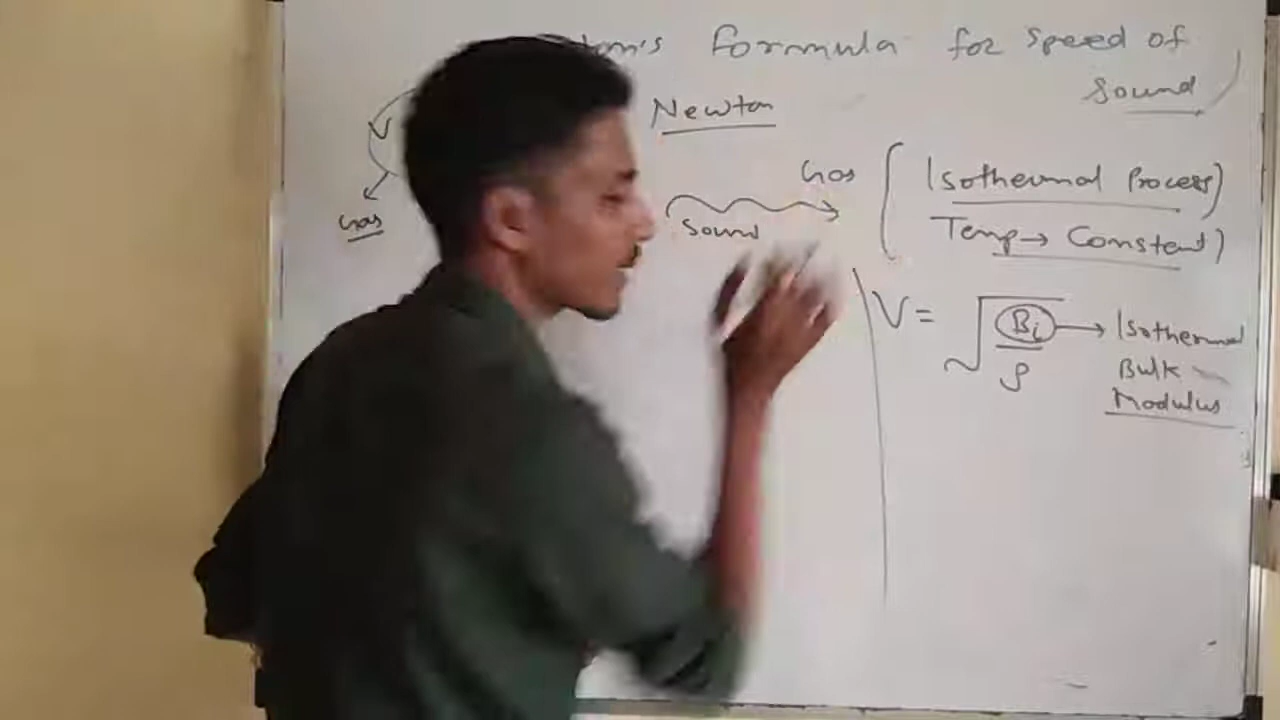 Formula for Speed of
Sound
Newton
V
Gas
Sound
Gas
(Isothermal Process)
Temp → Constant)
V = √(Bi/ρ) → Isothermal
Bulk
Modulus